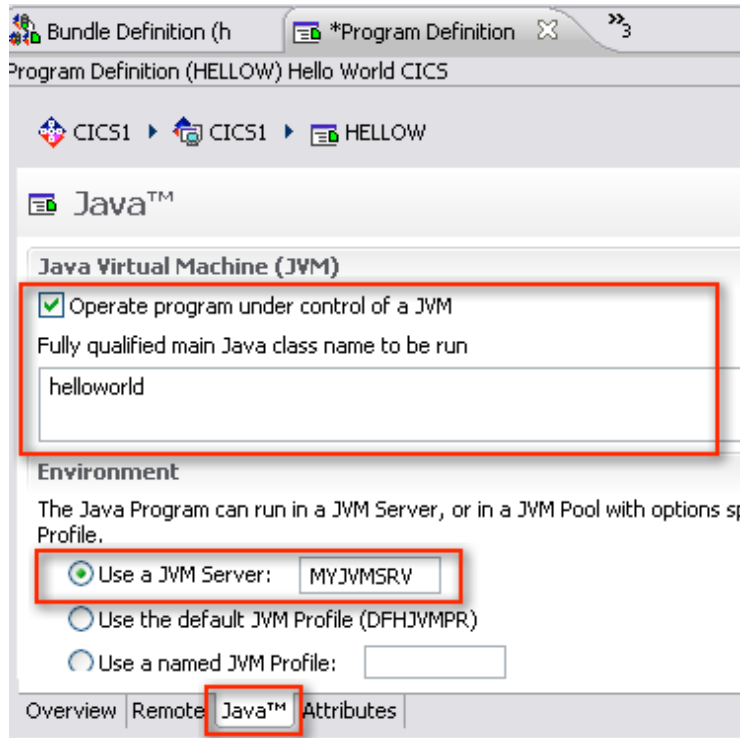 Bundle Definition (h
*Program Definition
3
Program Definition (HELLOW) Hello World CICS
CICS1 CICS1 HELLOW
Java™
Java Virtual Machine (JVM)
Operate program under control of a JVM
Fully qualified main Java class name to be run
helloworld
Environment
The Java Program can run in a JVM Server, or in a JVM Pool with options sp
Profile.
Use a JVM Server: MYJVMSRV
Use the default JVM Profile (DFHJVMPR)
Use a named JVM Profile:
Overview Remote Java™ Attributes